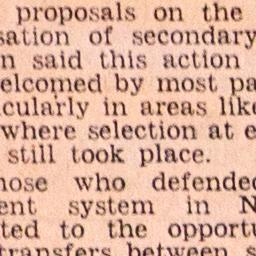 proposals on the
sation of secondary
n said this action
elcomed by most pa
cularly in areas like
where selection at e
still took place.
hose who defended
ent system in N
ted to the opportu
transfers between s